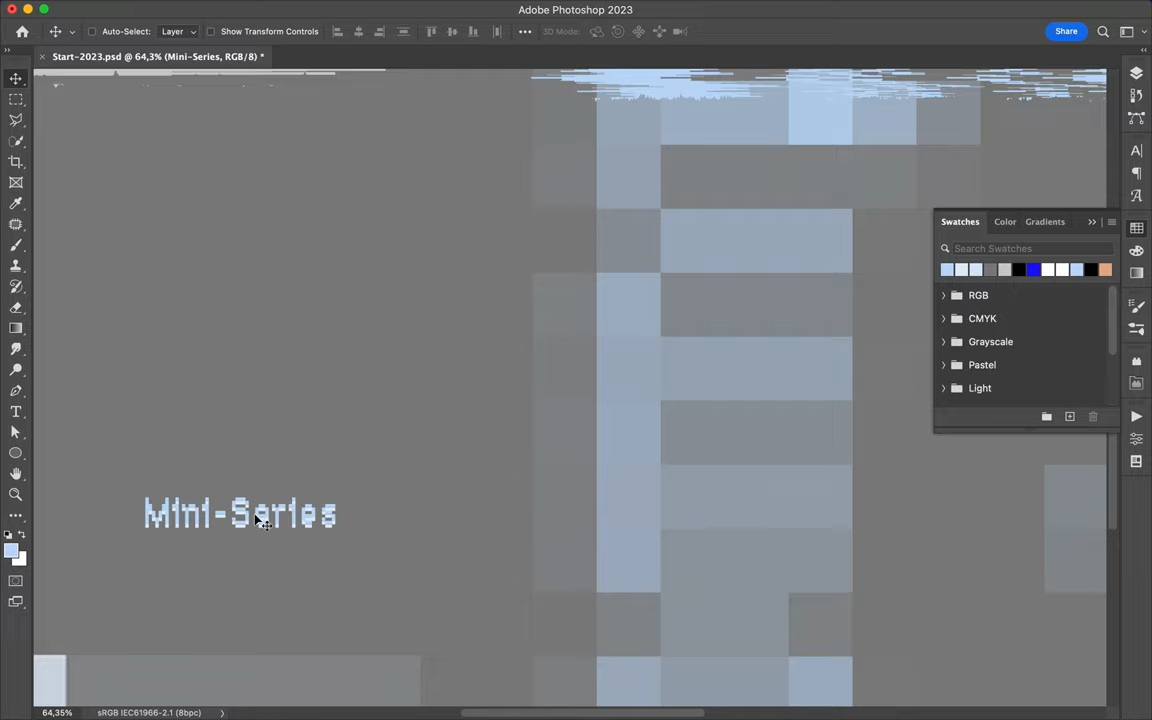 Adobe Photoshop 2023
Auto-Select:
Layer
Show Transform Controls
3D Mode:
Share
Start-2023.psd @ 64,3% (Mini-Series, RGB/8) *
Swatches
Color
Gradients
Search Swatches
RGB
CMYK
Grayscale
Pastel
Light
Mini-Series
64,35%
sRGB IEC61966-2.1 (8bpc)